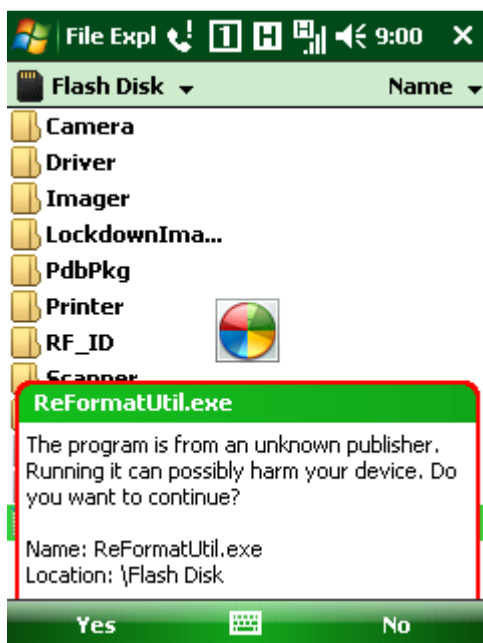 File Expl 1 H H 9:00 X
Flash Disk Name
Camera
Driver
Imager
LockdownIma...
PdbPkg
Printer
RF_ID
Scanner
ReFormatUtil.exe
The program is from an unknown publisher.
Running it can possibly harm your device. Do
you want to continue?
Name: ReFormatUtil.exe
Location: \Flash Disk
Yes No